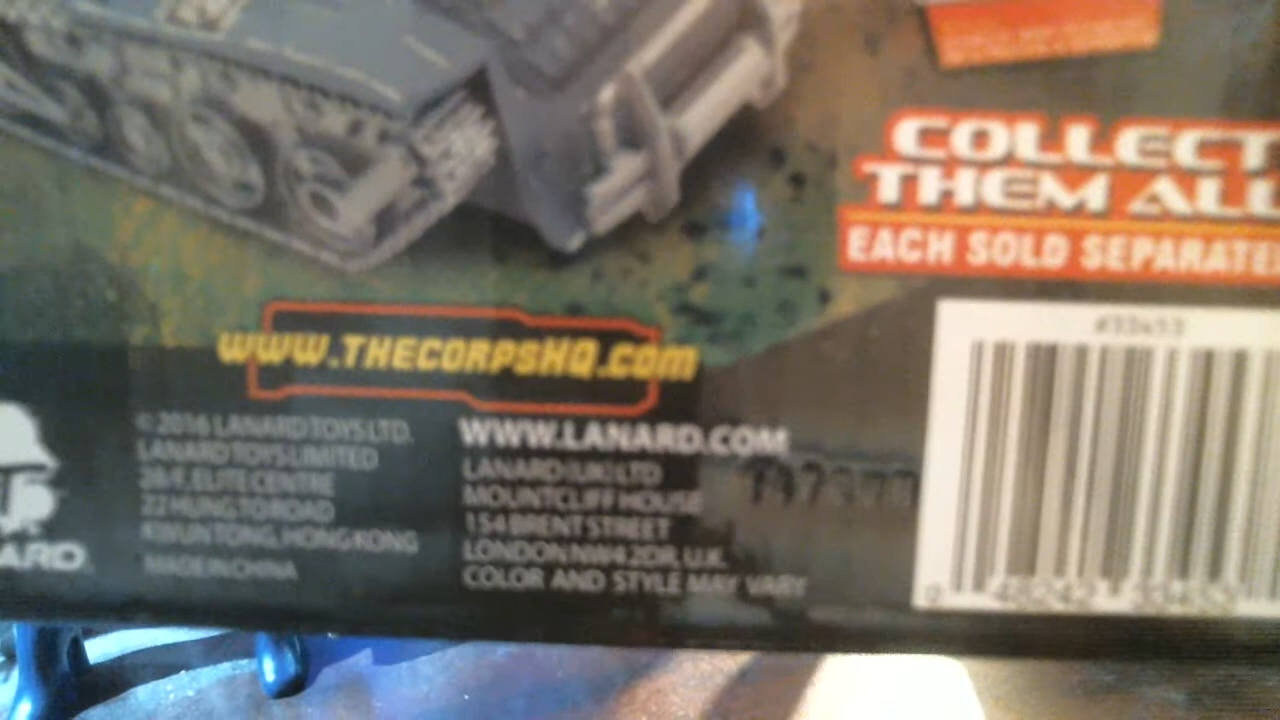 COLLECT
THEM ALL
EACH SOLD SEPARATE
WWW.THECORPSHQ.COM
© 2016 LANARD TOYS LTD.
LANARD TOYS LIMITED
20/F, ELITE CENTRE
22 HUNG TO ROAD
KWUN TONG, HONG KONG
MADE IN CHINA
WWW.LANARD.COM
LANARD (UK) LTD
MOUNTCLIFF HOUSE
154 BRENT STREET
LONDON NW4 2DR, U.K.
COLOR AND STYLE MAY VARY